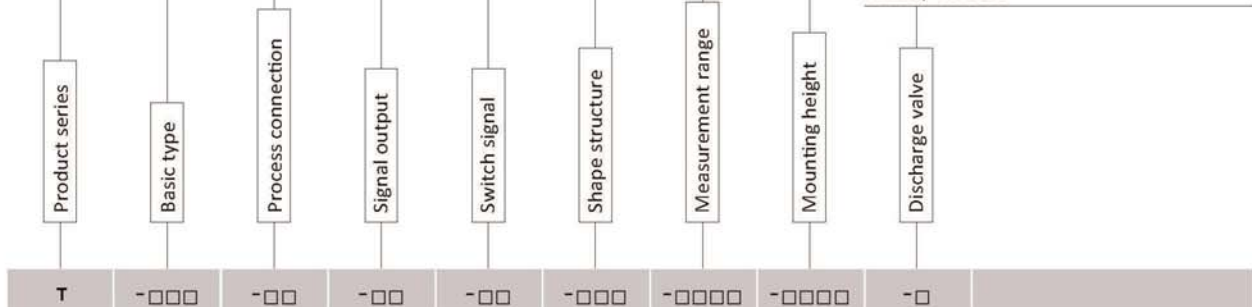 Product series
Basic type
Process connection
Signal output
Switch signal
Shape structure
Measurement range
Mounting height
Discharge valve
T -□□□ -□□ -□□ -□□ -□□□ -□□□□ -□□□□ -□